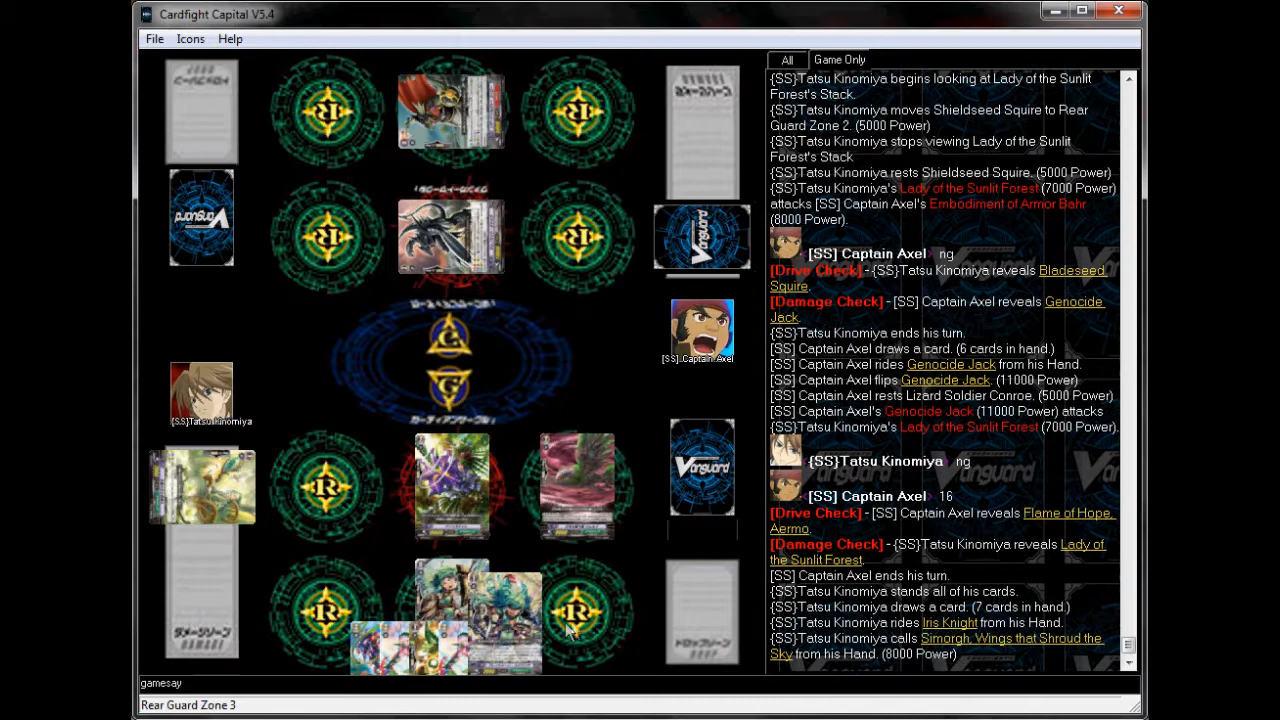 Cardfight Capital V5.4
File Icons Help
All Game Only
{SS}Tatsu Kinomiya begins looking at Lady of the Sunlit
Forest's Stack.
{SS}Tatsu Kinomiya moves Shieldseed Squire to Rear
Guard Zone 2. (5000 Power)
{SS}Tatsu Kinomiya stops viewing Lady of the Sunlit
Forest's Stack
{SS}Tatsu Kinomiya rests Shieldseed Squire. (5000 Power)
{SS}Tatsu Kinomiya's Lady of the Sunlit Forest (7000 Power)
attacks [SS] Captain Axel's Embodiment of Armor Bahr
(8000 Power).
[SS] Captain Axel ng
[Drive Check] - {SS}Tatsu Kinomiya reveals Bladeseed
Squire.
[Damage Check] - [SS] Captain Axel reveals Genocide
Jack.
{SS}Tatsu Kinomiya ends his turn.
[SS] Captain Axel draws a card. (6 cards in hand.)
[SS] Captain Axel rides Genocide Jack from his Hand.
[SS] Captain Axel flips Genocide Jack. (11000 Power)
[SS] Captain Axel rests Lizard Soldier Conroe. (5000 Power)
[SS] Captain Axel's Genocide Jack (11000 Power) attacks
{SS}Tatsu Kinomiya's Lady of the Sunlit Forest (7000 Power).
{SS}Tatsu Kinomiya ng
[SS] Captain Axel 16
[Drive Check] - [SS] Captain Axel reveals Flame of Hope,
Aermo.
[Damage Check] - {SS}Tatsu Kinomiya reveals Lady of
the Sunlit Forest.
[SS] Captain Axel ends his turn.
{SS}Tatsu Kinomiya stands all of his cards.
{SS}Tatsu Kinomiya draws a card. (7 cards in hand.)
{SS}Tatsu Kinomiya rides Iris Knight from his Hand.
{SS}Tatsu Kinomiya calls Simorgh, Wings that Shroud the
Sky from his Hand. (8000 Power)
[SS] Captain Axel
{SS}Tatsu Kinomiya
Vanguard
Vanguard
Vanguard
Vanguard
gamesay
Rear Guard Zone 3